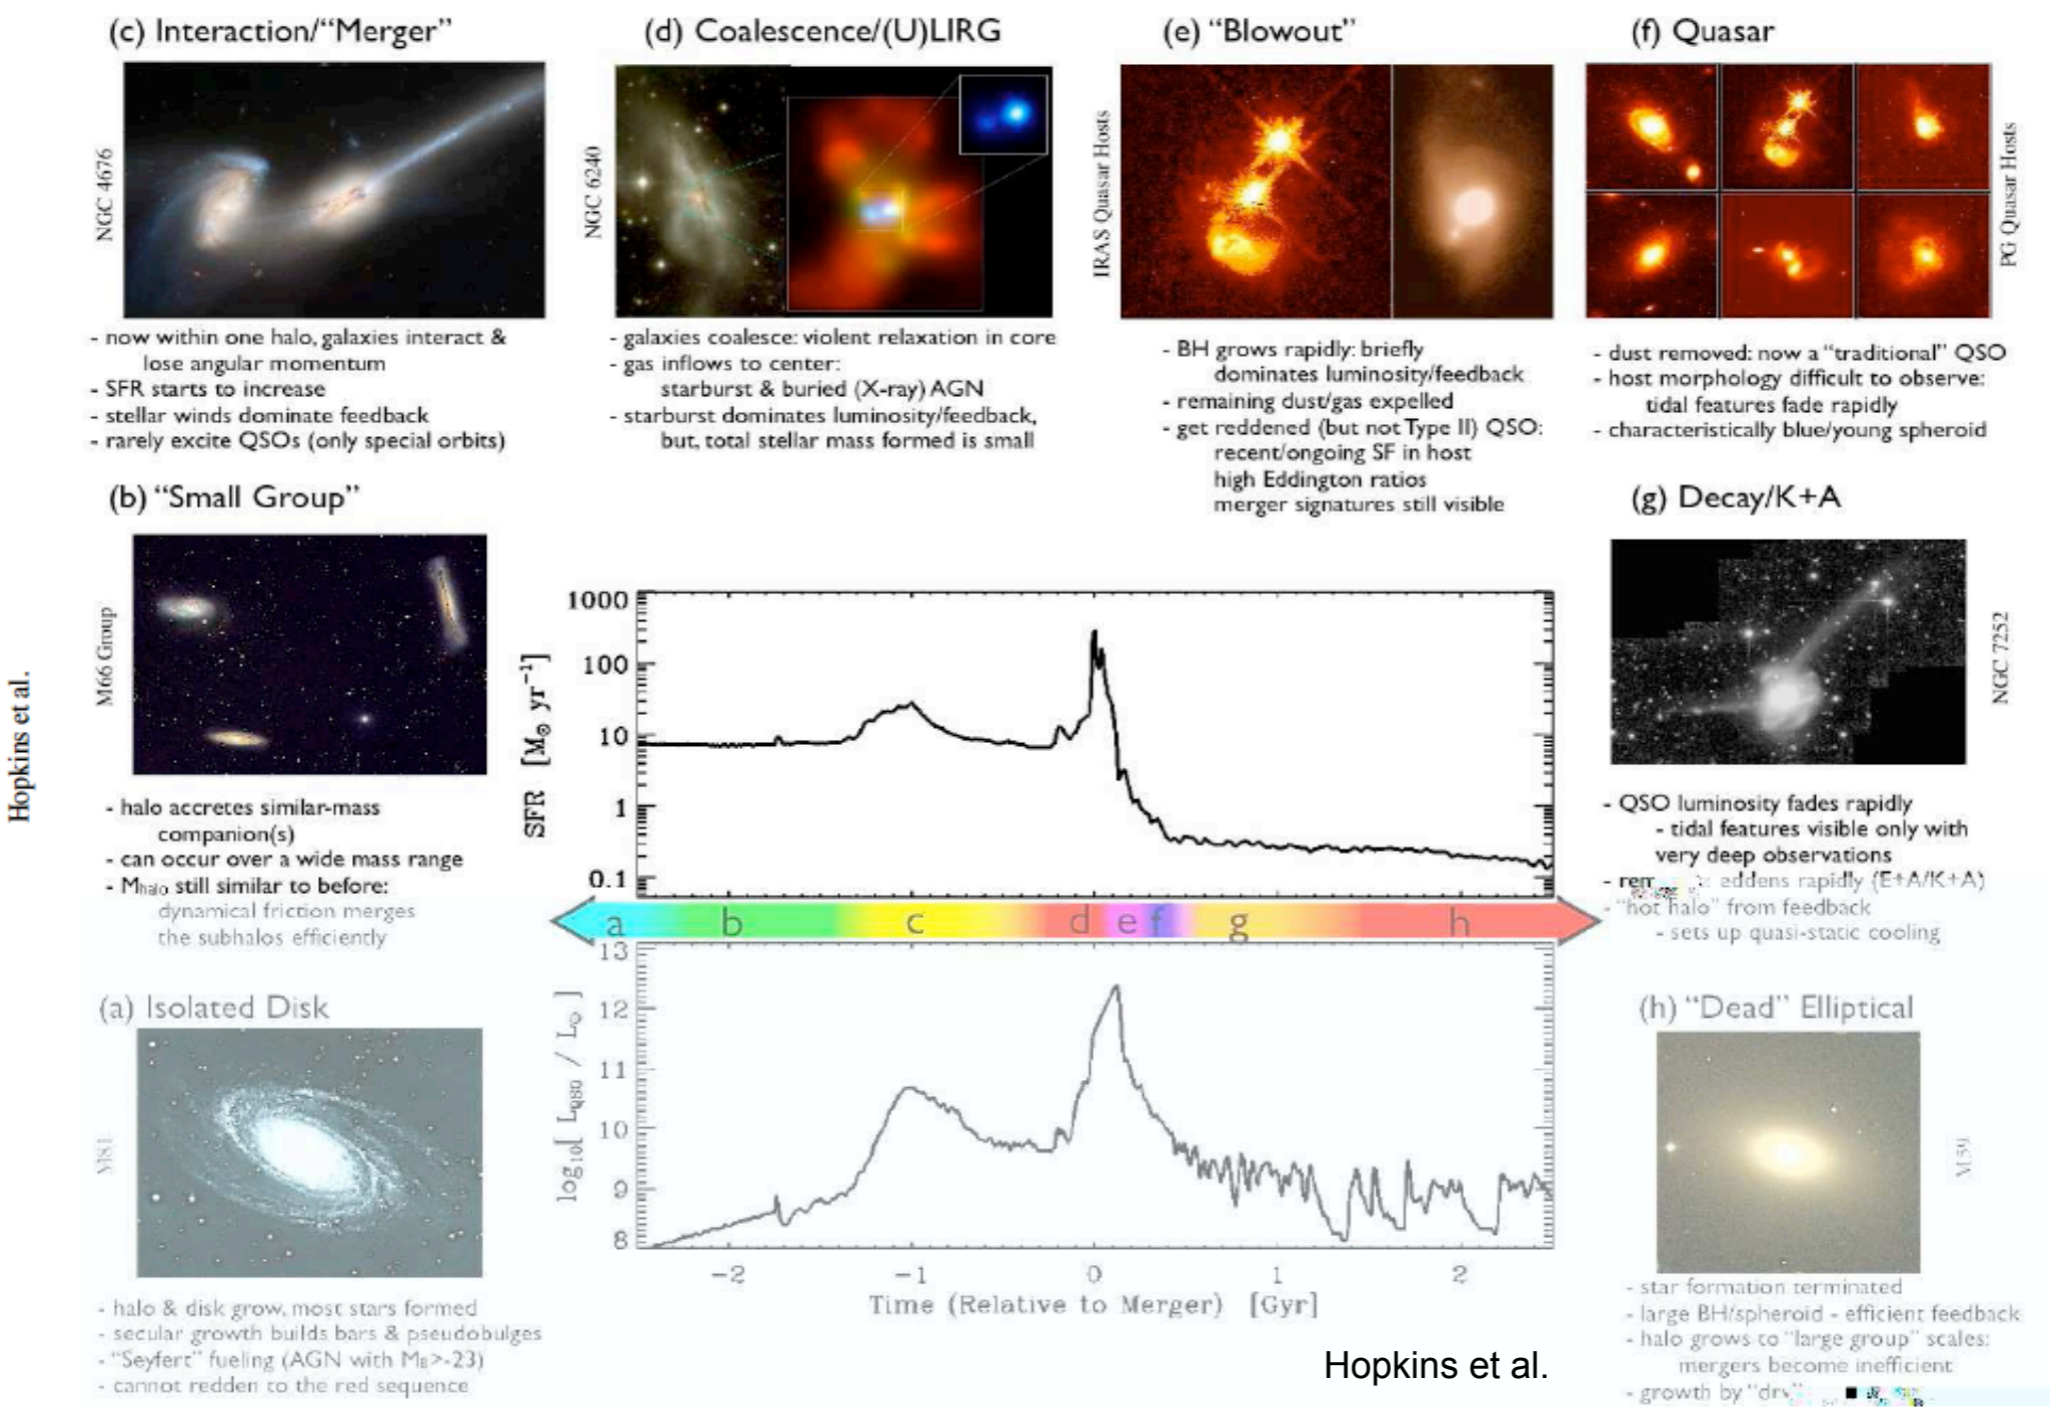 (c) Interaction/“Merger”
NGC 4676
- now within one halo, galaxies interact &
lose angular momentum
- SFR starts to increase
- stellar winds dominate feedback
- rarely excite QSOs (only special orbits)
(d) Coalescence/(U)LIRG
NGC 6240
- galaxies coalesce: violent relaxation in core
- gas inflows to center:
starburst & buried (X-ray) AGN
- starburst dominates luminosity/feedback,
but, total stellar mass formed is small
(e) “Blowout”
IRAS Quasar Hosts
- BH grows rapidly: briefly
dominates luminosity/feedback
- remaining dust/gas expelled
- get reddened (but not Type II) QSO:
recent/ongoing SF in host
high Eddington ratios
merger signatures still visible
(f) Quasar
PG Quasar Hosts
- dust removed: now a “traditional” QSO
- host morphology difficult to observe:
tidal features fade rapidly
- characteristically blue/young spheroid
(b) “Small Group”
M66 Group
- halo accretes similar-mass
companion(s)
- can occur over a wide mass range
- Mhalo still similar to before:
dynamical friction merges
the subhalos efficiently
Hopkins et al.
(a) Isolated Disk
M81
- halo & disk grow, most stars formed
- secular growth builds bars & pseudobulges
- “Seyfert” fueling (AGN with MB>-23)
- cannot redden to the red sequence
1000
100
10
1
0.1
SFR [M⊙ yr⁻¹]
a b c d e f g h
13
12
11
10
9
8
log10[ LQSO / L⊙ ]
-2 -1 0 1 2
Time (Relative to Merger) [Gyr]
Hopkins et al.
(g) Decay/K+A
NGC 7252
- QSO luminosity fades rapidly
- tidal features visible only with
very deep observations
- eddens rapidly (E+A/K+A)
- “hot halo” from feedback
- sets up quasi-static cooling
(h) “Dead” Elliptical
M59
- star formation terminated
- large BH/spheroid - efficient feedback
- halo grows to “large group” scales:
mergers become inefficient
- growth by